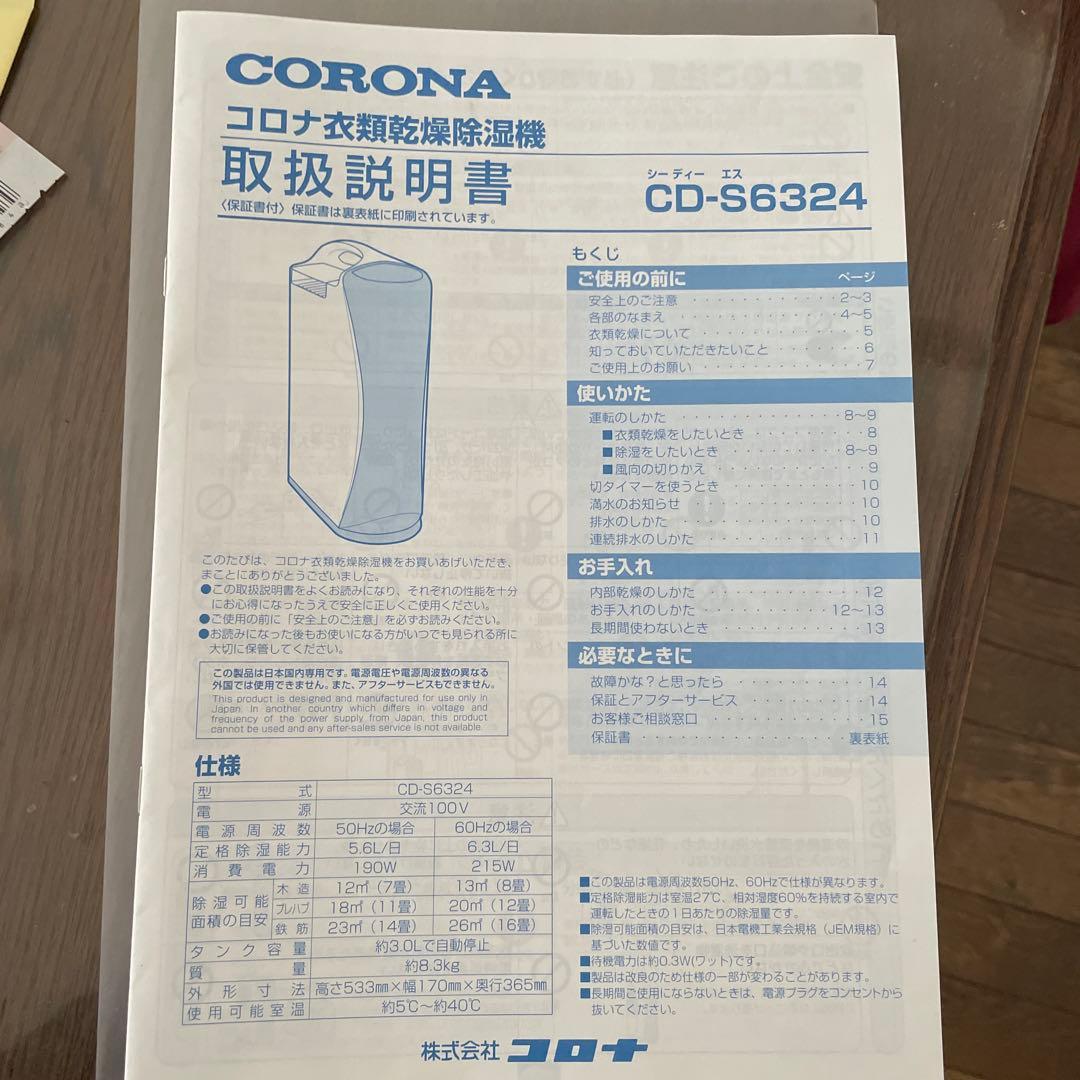 CORONA
コロナ衣類乾燥除湿機
取扱説明書
〈保証書付〉保証書は裏表紙に印刷されています。
シー ディー エス
CD-S6324
もくじ
ご使用の前に ページ
安全上のご注意 ・・・・・・・・・・・・ 2〜3
各部のなまえ ・・・・・・・・・・・・ 4〜5
衣類乾燥について ・・・・・・・・・・・・ 5
知っておいていただきたいこと ・・・・・・・・ 6
ご使用上のお願い ・・・・・・・・・・・・ 7
使いかた
運転のしかた ・・・・・・・・・・・・ 8〜9
■衣類乾燥をしたいとき ・・・・・・・・・ 8
■除湿をしたいとき ・・・・・・・・・ 8〜9
■風向の切りかえ ・・・・・・・・・・・・ 9
切タイマーを使うとき ・・・・・・・・・・ 10
満水のお知らせ ・・・・・・・・・・・・ 10
排水のしかた ・・・・・・・・・・・・ 10
連続排水のしかた ・・・・・・・・・・・・ 11
お手入れ
内部乾燥のしかた ・・・・・・・・・・・・ 12
お手入れのしかた ・・・・・・・・・・ 12〜13
長期間使わないとき ・・・・・・・・・・ 13
必要なときに
故障かな?と思ったら ・・・・・・・・・・ 14
保証とアフターサービス ・・・・・・・・・ 14
お客様ご相談窓口 ・・・・・・・・・・・・ 15
保証書 ・・・・・・・・・・・・・・ 裏表紙
このたびは、コロナ衣類乾燥除湿機をお買いあげいただき、
まことにありがとうございました。
●この取扱説明書をよくお読みになり、それぞれの性能を十分
にお心得になったうえで安全に正しくご使用ください。
●ご使用の前に「安全上のご注意」を必ずお読みください。
●お読みになった後もお使いになる方がいつでも見られる所に
大切に保管してください。
この製品は日本国内専用です。電源電圧や電源周波数の異なる
外国では使用できません。また、アフターサービスもできません。
This product is designed and manufactured for use only in
Japan. In another country which differs in voltage and
frequency of the power supply from Japan, this product
cannot be used and any after-sales service is not available.
仕様
型式 CD-S6324
電源 交流100V
電源周波数 50Hzの場合 60Hzの場合
定格除湿能力 5.6L/日 6.3L/日
消費電力 190W 215W
除湿可能面積の目安 木造 12㎡(7畳) 13㎡(8畳)
プレハブ 18㎡(11畳) 20㎡(12畳)
鉄筋 23㎡(14畳) 26㎡(16畳)
タンク容量 約3.0Lで自動停止
質量 約8.3kg
外形寸法 高さ533㎜×幅170㎜×奥行365㎜
使用可能室温 約5℃〜約40℃
■この製品は電源周波数50Hz、60Hzで仕様が異なります。
■定格除湿能力は室温27℃、相対湿度60%を持続する室内で
運転したときの1日あたりの除湿量です。
■除湿可能面積の目安は、日本電機工業会規格(JEM規格)に
基づいた数値です。
■待機電力は約0.3W(ワット)です。
■製品は改良のため仕様の一部が変わることがあります。
■長期間ご使用にならないときは、電源プラグをコンセントから
抜いてください。
株式会社 コロナ